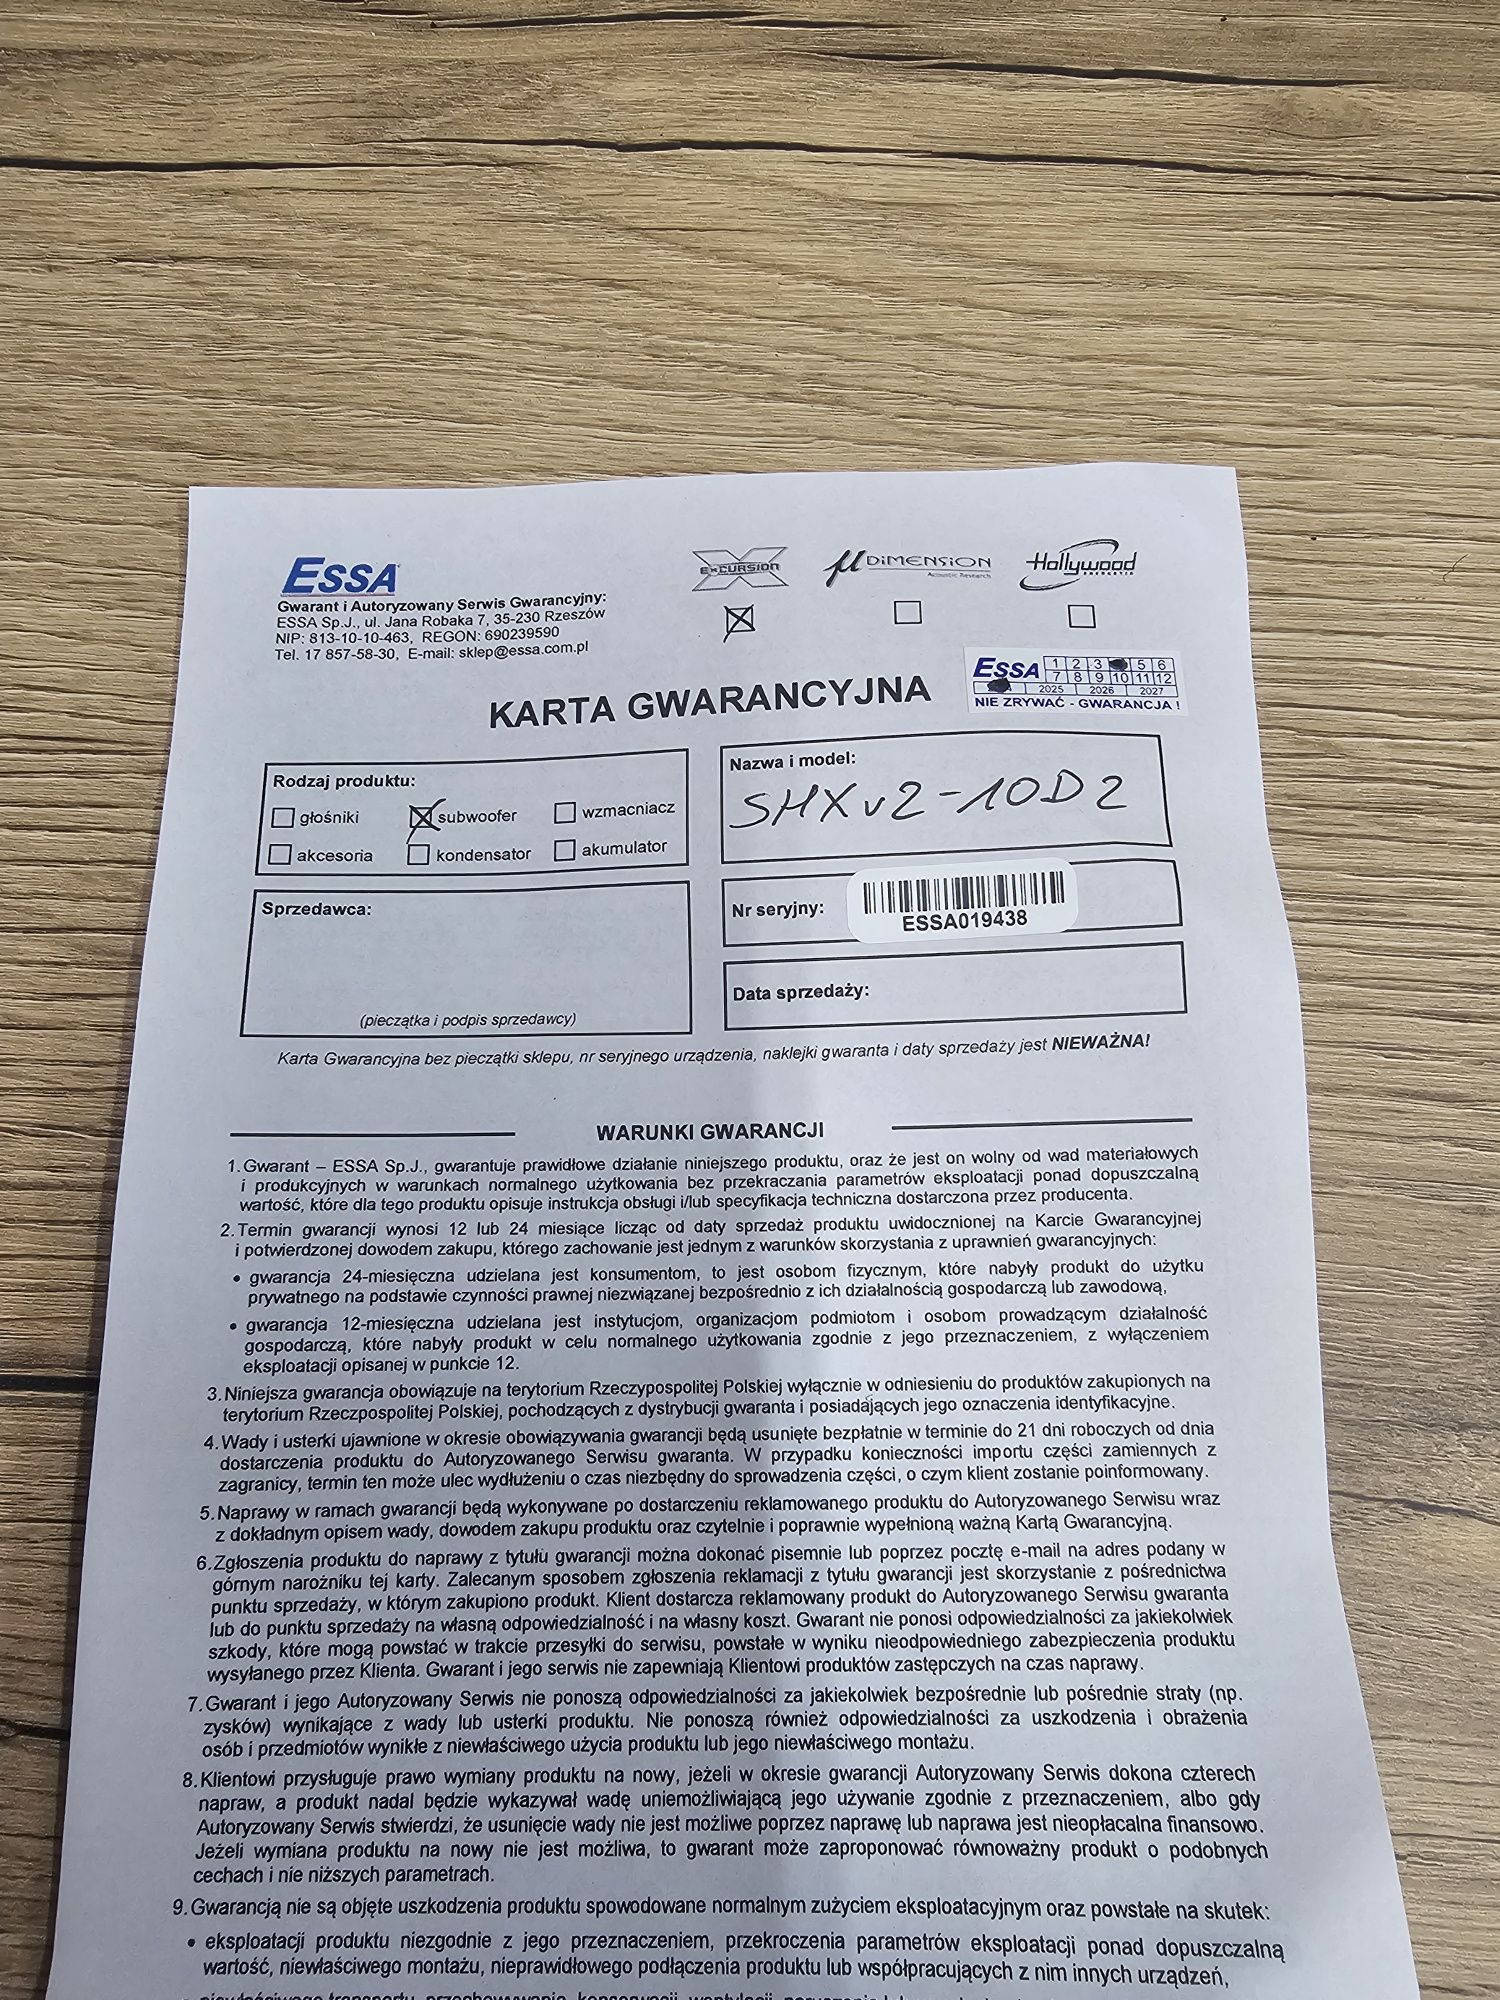 ESSA
Gwarant i Autoryzowany Serwis Gwarancyjny:
ESSA Sp.J., ul. Jana Robaka 7, 35-230 Rzeszów
NIP: 813-10-10-463, REGON: 690239590
Tel. 17 857-58-30, E-mail: sklep@essa.com.pl
EXCURSION
µ DiMENSiON
Acoustic Research
Hollywood
ENERGETIC
KARTA GWARANCYJNA
ESSA 1 2 3 5 6
7 8 9 10 11 12
2025 2026 2027
NIE ZRYWAĆ - GWARANCJA !
Rodzaj produktu:
głośniki subwoofer wzmacniacz
akcesoria kondensator akumulator
Nazwa i model:
SHXv2-10D2
Sprzedawca:
(pieczątka i podpis sprzedawcy)
Nr seryjny:
ESSA019438
Data sprzedaży:
Karta Gwarancyjna bez pieczątki sklepu, nr seryjnego urządzenia, naklejki gwaranta i daty sprzedaży jest NIEWAŻNA!
WARUNKI GWARANCJI
1. Gwarant – ESSA Sp.J., gwarantuje prawidłowe działanie niniejszego produktu, oraz że jest on wolny od wad materiałowych
i produkcyjnych w warunkach normalnego użytkowania bez przekraczania parametrów eksploatacji ponad dopuszczalną
wartość, które dla tego produktu opisuje instrukcja obsługi i/lub specyfikacja techniczna dostarczona przez producenta.
2. Termin gwarancji wynosi 12 lub 24 miesiące licząc od daty sprzedaż produktu uwidocznionej na Karcie Gwarancyjnej
i potwierdzonej dowodem zakupu, którego zachowanie jest jednym z warunków skorzystania z uprawnień gwarancyjnych:
• gwarancja 24-miesięczna udzielana jest konsumentom, to jest osobom fizycznym, które nabyły produkt do użytku
prywatnego na podstawie czynności prawnej niezwiązanej bezpośrednio z ich działalnością gospodarczą lub zawodową,
• gwarancja 12-miesięczna udzielana jest instytucjom, organizacjom podmiotom i osobom prowadzącym działalność
gospodarczą, które nabyły produkt w celu normalnego użytkowania zgodnie z jego przeznaczeniem, z wyłączeniem
eksploatacji opisanej w punkcie 12.
3. Niniejsza gwarancja obowiązuje na terytorium Rzeczypospolitej Polskiej wyłącznie w odniesieniu do produktów zakupionych na
terytorium Rzeczpospolitej Polskiej, pochodzących z dystrybucji gwaranta i posiadających jego oznaczenia identyfikacyjne.
4. Wady i usterki ujawnione w okresie obowiązywania gwarancji będą usunięte bezpłatnie w terminie do 21 dni roboczych od dnia
dostarczenia produktu do Autoryzowanego Serwisu gwaranta. W przypadku konieczności importu części zamiennych z
zagranicy, termin ten może ulec wydłużeniu o czas niezbędny do sprowadzenia części, o czym klient zostanie poinformowany.
5. Naprawy w ramach gwarancji będą wykonywane po dostarczeniu reklamowanego produktu do Autoryzowanego Serwisu wraz
z dokładnym opisem wady, dowodem zakupu produktu oraz czytelnie i poprawnie wypełnioną ważną Kartą Gwarancyjną.
6. Zgłoszenia produktu do naprawy z tytułu gwarancji można dokonać pisemnie lub poprzez pocztę e-mail na adres podany w
górnym narożniku tej karty. Zalecanym sposobem zgłoszenia reklamacji z tytułu gwarancji jest skorzystanie z pośrednictwa
punktu sprzedaży, w którym zakupiono produkt. Klient dostarcza reklamowany produkt do Autoryzowanego Serwisu gwaranta
lub do punktu sprzedaży na własną odpowiedzialność i na własny koszt. Gwarant nie ponosi odpowiedzialności za jakiekolwiek
szkody, które mogą powstać w trakcie przesyłki do serwisu, powstałe w wyniku nieodpowiedniego zabezpieczenia produktu
wysyłanego przez Klienta. Gwarant i jego serwis nie zapewniają Klientowi produktów zastępczych na czas naprawy.
7. Gwarant i jego Autoryzowany Serwis nie ponoszą odpowiedzialności za jakiekolwiek bezpośrednie lub pośrednie straty (np.
zysków) wynikające z wady lub usterki produktu. Nie ponoszą również odpowiedzialności za uszkodzenia i obrażenia
osób i przedmiotów wynikłe z niewłaściwego użycia produktu lub jego niewłaściwego montażu.
8. Klientowi przysługuje prawo wymiany produktu na nowy, jeżeli w okresie gwarancji Autoryzowany Serwis dokona czterech
napraw, a produkt nadal będzie wykazywał wadę uniemożliwiającą jego używanie zgodnie z przeznaczeniem, albo gdy
Autoryzowany Serwis stwierdzi, że usunięcie wady nie jest możliwe poprzez naprawę lub naprawa jest nieopłacalna finansowo.
Jeżeli wymiana produktu na nowy nie jest możliwa, to gwarant może zaproponować równoważny produkt o podobnych
cechach i nie niższych parametrach.
9. Gwarancją nie są objęte uszkodzenia produktu spowodowane normalnym zużyciem eksploatacyjnym oraz powstałe na skutek:
• eksploatacji produktu niezgodnie z jego przeznaczeniem, przekroczenia parametrów eksploatacji ponad dopuszczalną
wartość, niewłaściwego montażu, nieprawidłowego podłączenia produktu lub współpracujących z nim innych urządzeń,